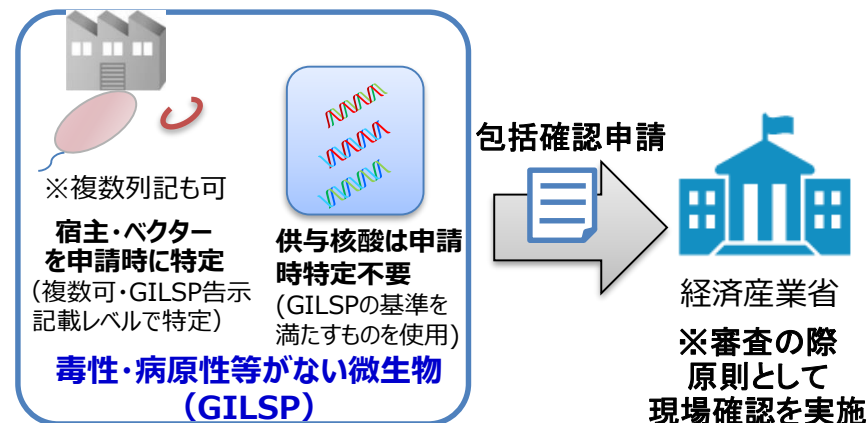 ※複数列記も可
宿主・ベクター
を申請時に特定
（複数可・GILSP告示
記載レベルで特定）
供与核酸は申請
時特定不要
(GILSPの基準を
満たすものを使用)
毒性・病原性等がない微生物
（GILSP）
包括確認申請
経済産業省
※審査の際
原則として
現場確認を実施